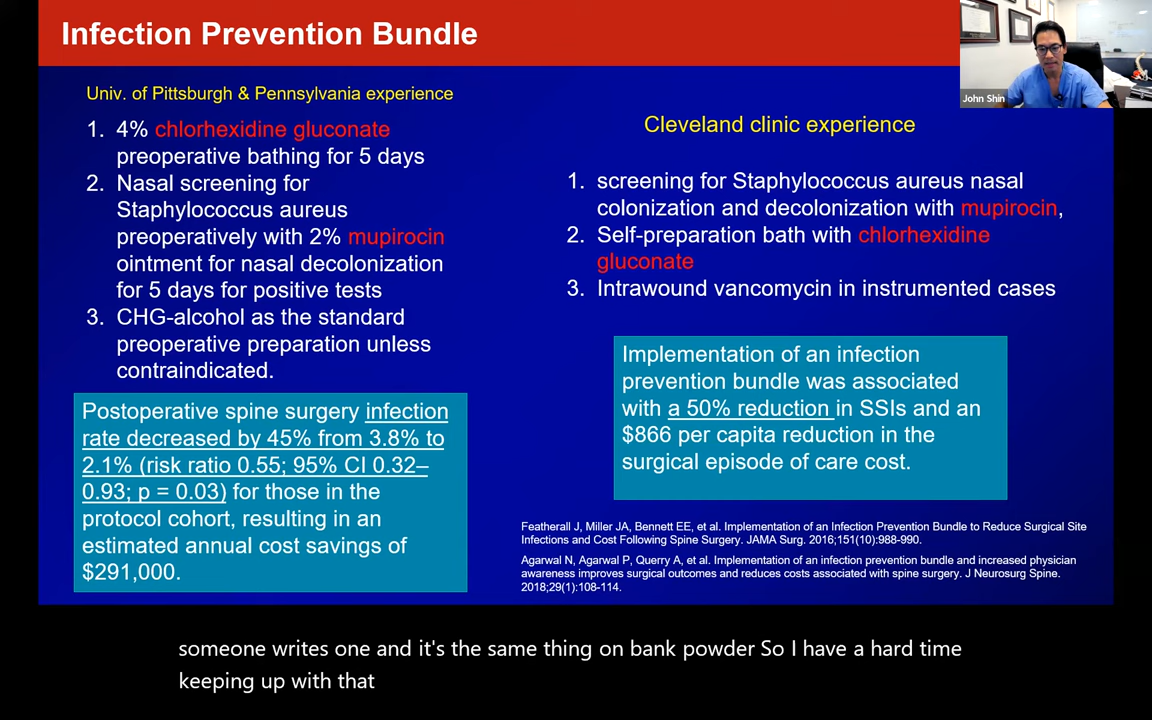 Infection Prevention Bundle
John Shin
Univ. of Pittsburgh & Pennsylvania experience
1. 4% chlorhexidine gluconate
preoperative bathing for 5 days
2. Nasal screening for
Staphylococcus aureus
preoperatively with 2% mupirocin
ointment for nasal decolonization
for 5 days for positive tests
3. CHG-alcohol as the standard
preoperative preparation unless
contraindicated.
Postoperative spine surgery infection
rate decreased by 45% from 3.8% to
2.1% (risk ratio 0.55; 95% CI 0.32–
0.93; p = 0.03) for those in the
protocol cohort, resulting in an
estimated annual cost savings of
$291,000.
Cleveland clinic experience
1. screening for Staphylococcus aureus nasal
colonization and decolonization with mupirocin,
2. Self-preparation bath with chlorhexidine
gluconate
3. Intrawound vancomycin in instrumented cases
Implementation of an infection
prevention bundle was associated
with a 50% reduction in SSIs and an
$866 per capita reduction in the
surgical episode of care cost.
Featherall J, Miller JA, Bennett EE, et al. Implementation of an Infection Prevention Bundle to Reduce Surgical Site
Infections and Cost Following Spine Surgery. JAMA Surg. 2016;151(10):988-990.
Agarwal N, Agarwal P, Querry A, et al. Implementation of an infection prevention bundle and increased physician
awareness improves surgical outcomes and reduces costs associated with spine surgery. J Neurosurg Spine.
2018;29(1):108-114.
someone writes one and it's the same thing on bank powder So I have a hard time
keeping up with that